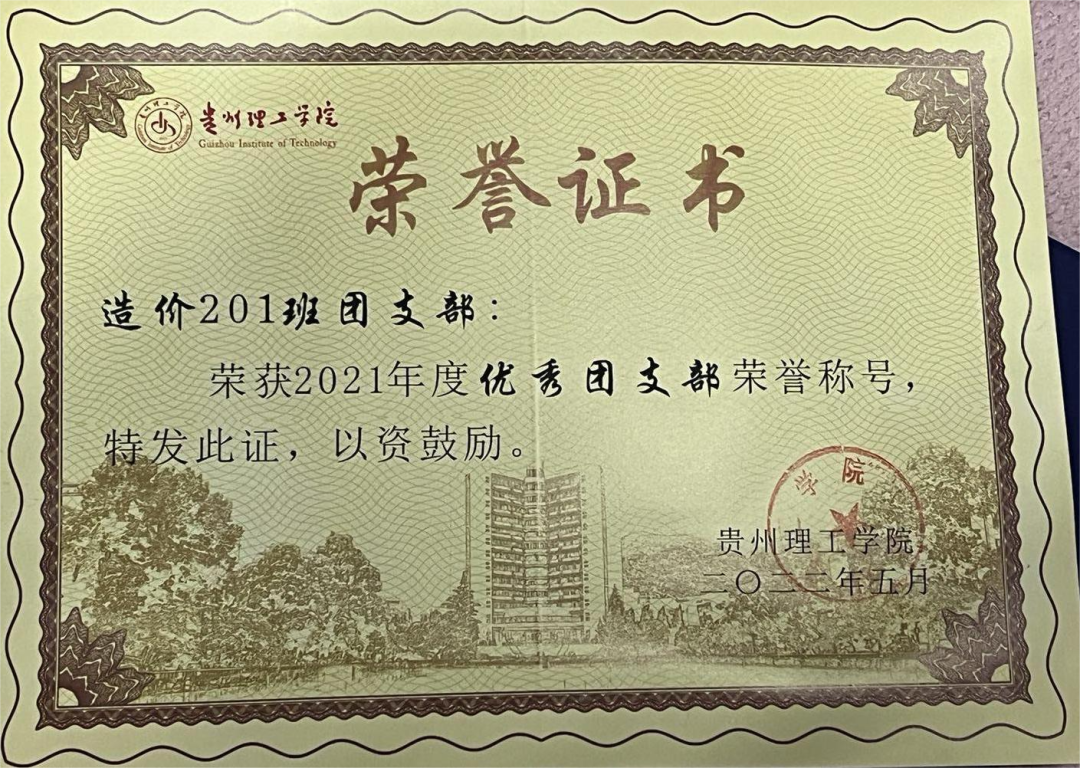 贵州理工学院
Guizhou Institute of Technology
荣誉证书
造价201班团支部：
荣获2021年度优秀团支部荣誉称号，
特发此证，以资鼓励。
学院
贵州理工学院
二〇二二年五月